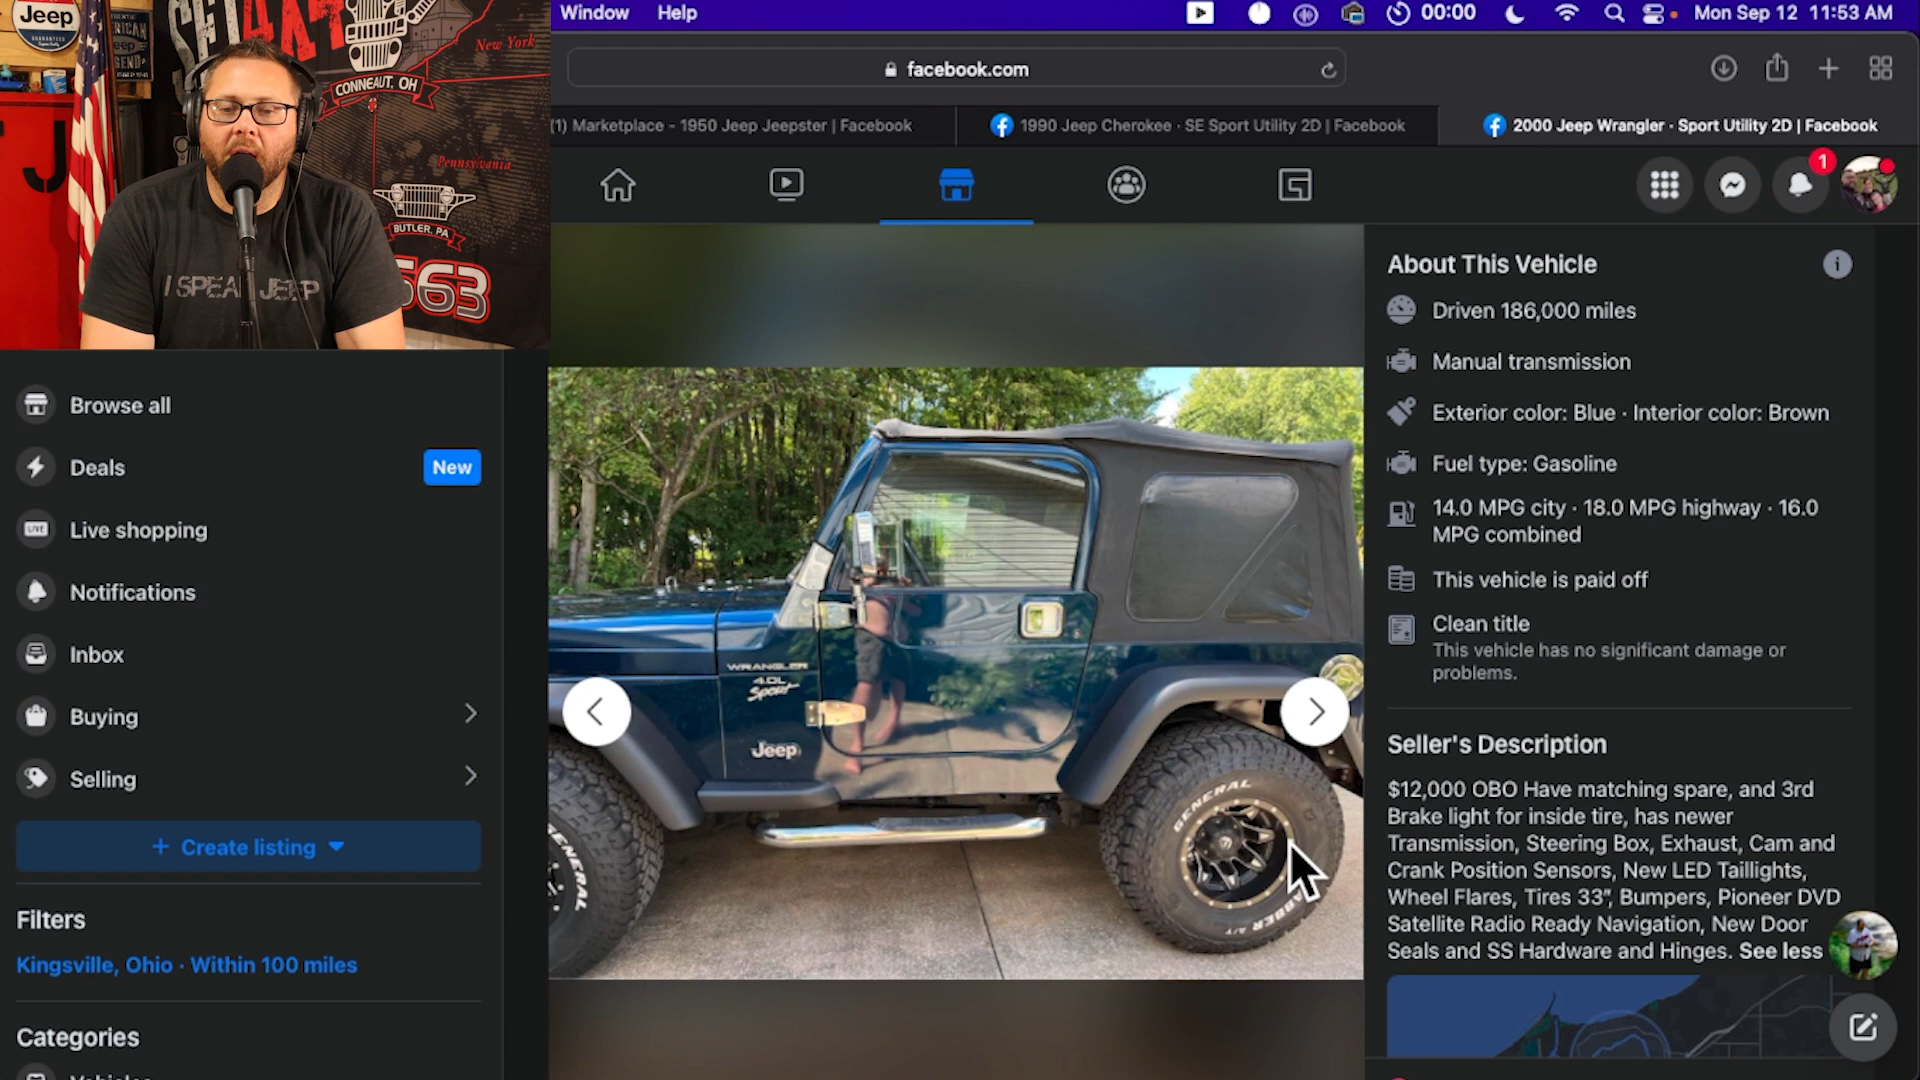 Window Help
00:00 Mon Sep 12 11:53 AM
facebook.com
(1) Marketplace - 1950 Jeep Jeepster | Facebook
1990 Jeep Cherokee · SE Sport Utility 2D | Facebook
2000 Jeep Wrangler · Sport Utility 2D | Facebook
1
Jeep
GUARANTEED
New York
CONNEAUT, OH
Pennsylvania
BUTLER, PA
563
I SPEAK JEEP
Browse all
Deals
New
LIVE Live shopping
Notifications
Inbox
Buying
Selling
+ Create listing
Filters
Kingsville, Ohio · Within 100 miles
Categories
Vehicles
WRANGLER
4.0L
Sport
Jeep
GENERAL
GENERAL
GRABBER A/T
About This Vehicle
Driven 186,000 miles
Manual transmission
Exterior color: Blue · Interior color: Brown
Fuel type: Gasoline
14.0 MPG city · 18.0 MPG highway · 16.0
MPG combined
This vehicle is paid off
Clean title
This vehicle has no significant damage or
problems.
Seller's Description
$12,000 OBO Have matching spare, and 3rd
Brake light for inside tire, has newer
Transmission, Steering Box, Exhaust, Cam and
Crank Position Sensors, New LED Taillights,
Wheel Flares, Tires 33”, Bumpers, Pioneer DVD
Satellite Radio Ready Navigation, New Door
Seals and SS Hardware and Hinges. See less